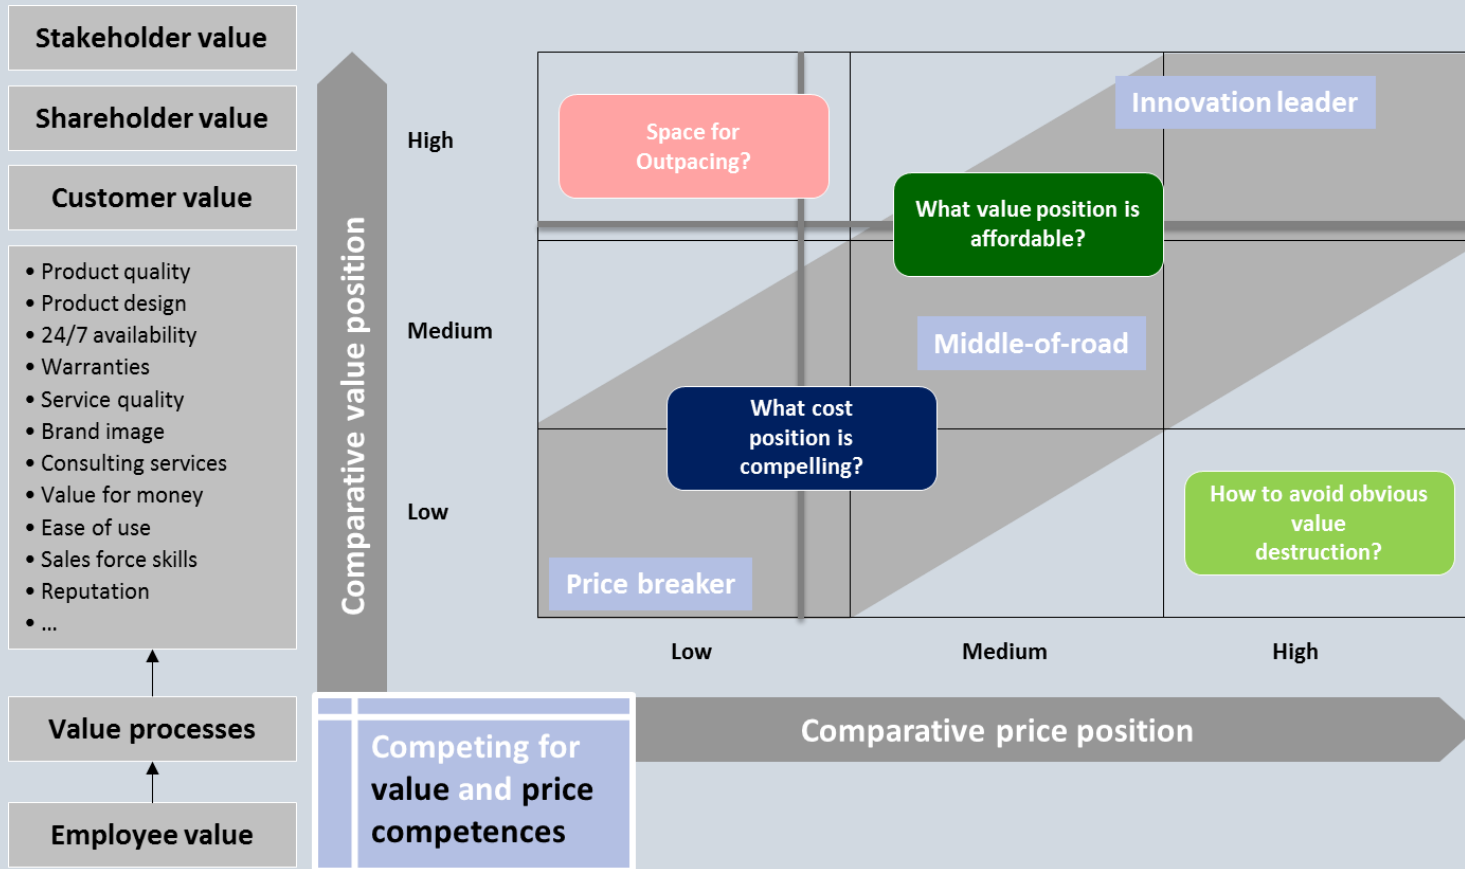 Stakeholder value
Shareholder value
Customer value
• Product quality
• Product design
• 24/7 availability
• Warranties
• Service quality
• Brand image
• Consulting services
• Value for money
• Ease of use
• Sales force skills
• Reputation
• ...
Value processes
Employee value
Comparative value position
High
Medium
Low
Space for
Outpacing?
Innovation leader
What value position is
affordable?
Middle-of-road
What cost
position is
compelling?
How to avoid obvious
value
destruction?
Price breaker
Low
Medium
High
Comparative price position
Competing for
value and price
competences